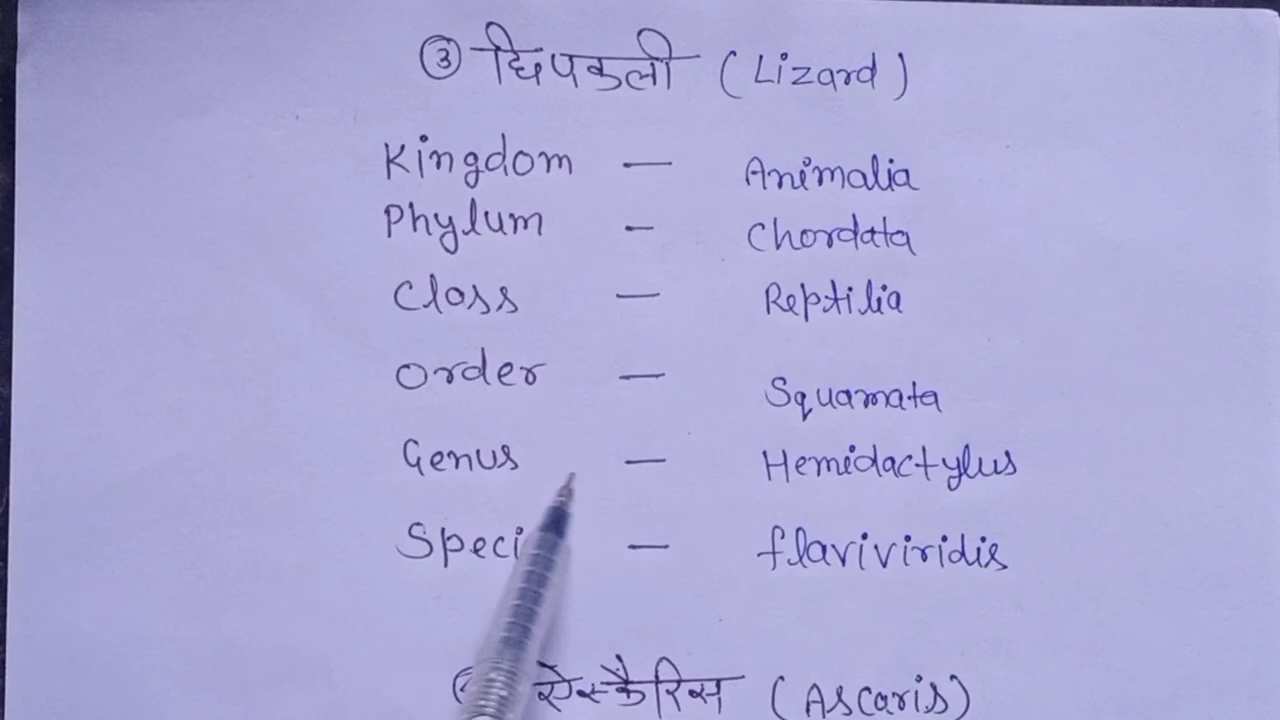 ③ छिपकली (Lizard)
Kingdom — Animalia
Phylum - Chordata
Class — Reptilia
Order — Squamata
Genus — Hemidactylus
Speci — flaviviridis
ऐस्कैरिस (Ascaris)